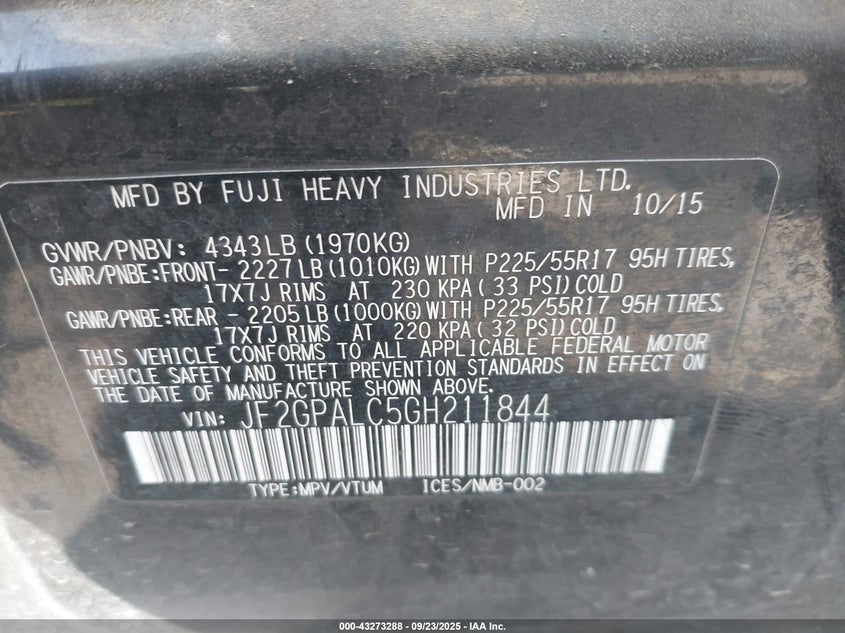 MFD BY FUJI HEAVY INDUSTRIES LTD.
MFD IN 10/15
GVWR/PNBV: 4343LB(1970KG)
GAWR/PNBE:FRONT- 2227LB(1010KG)WITH P225/55R17 95H TIRES,
17X7J RIMS AT 230 KPA( 33 PSI)COLD
GAWR/PNBE:REAR - 2205LB(1000KG)WITH P225/55R17 95H TIRES,
17X7J RIMS AT 220 KPA( 32 PSI)COLD
THIS VEHICLE CONFORMS TO ALL APPLICABLE FEDERAL MOTOR
VEHICLE SAFETY AND THEFT PREVENTION STANDARDS IN EFFECT ON
THE DATE OF MANUFACTURE SHOWN ABOVE.
VIN: JF2GPALC5GH211844
TYPE:MPV/VTUM ICES/NMB-002
000-43273288 - 09/23/2025 - IAA Inc.